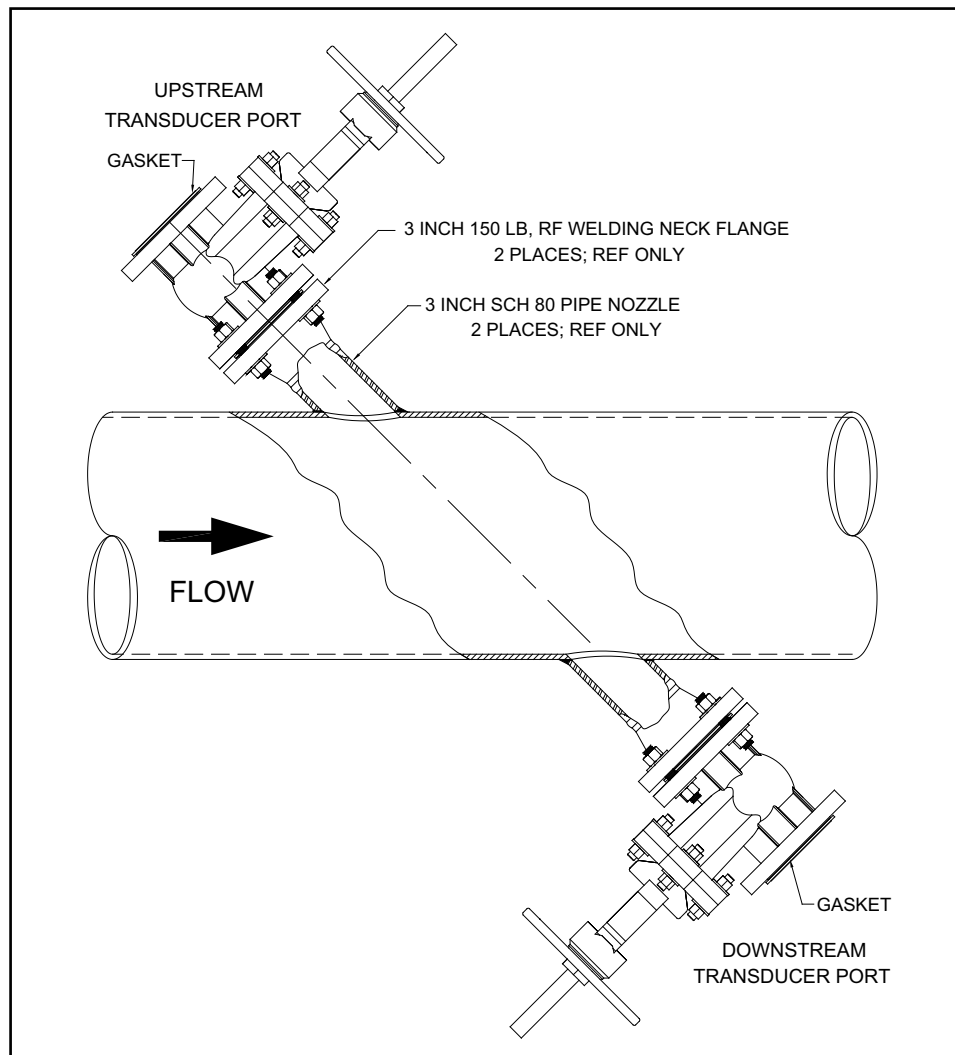 UPSTREAM
TRANSDUCER PORT
GASKET
3 INCH 150 LB, RF WELDING NECK FLANGE
2 PLACES; REF ONLY
3 INCH SCH 80 PIPE NOZZLE
2 PLACES; REF ONLY
FLOW
GASKET
DOWNSTREAM
TRANSDUCER PORT